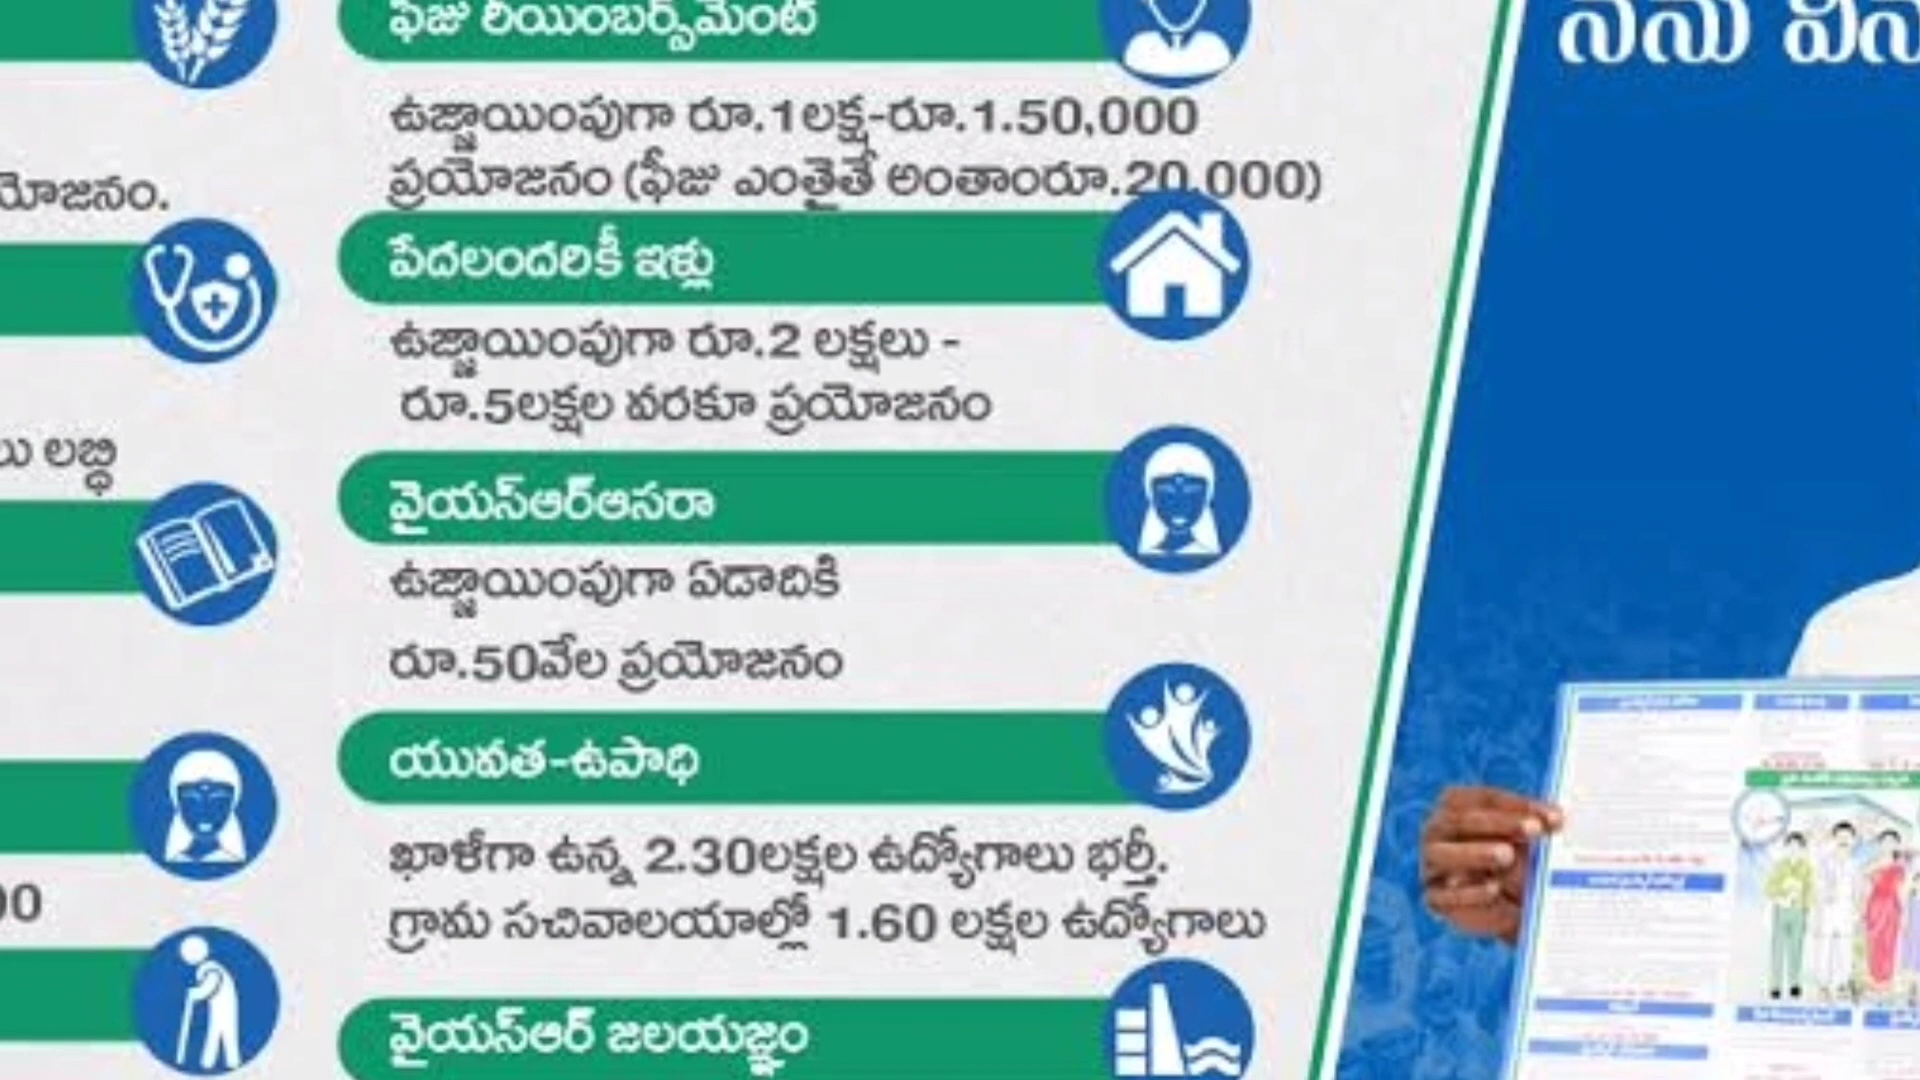 ఫీజు రీయింబర్స్‌మెంట్
ఉజ్జాయింపుగా రూ.1లక్ష-రూ.1.50,000
ప్రయోజనం (ఫీజు ఎంతైతే అంతాంరూ.20,000)
పేదలందరికీ ఇళ్లు
ఉజ్జాయింపుగా రూ.2 లక్షలు -
రూ.5లక్షల వరకూ ప్రయోజనం
వైయస్ఆర్ఆసరా
ఉజ్జాయింపుగా ఏడాదికి
రూ.50వేల ప్రయోజనం
యువత-ఉపాధి
ఖాళీగా ఉన్న 2.30లక్షల ఉద్యోగాలు భర్తీ.
గ్రామ సచివాలయాల్లో 1.60 లక్షల ఉద్యోగాలు
వైయస్ఆర్ జలయజ్ఞం
లబ్ధి
నేను